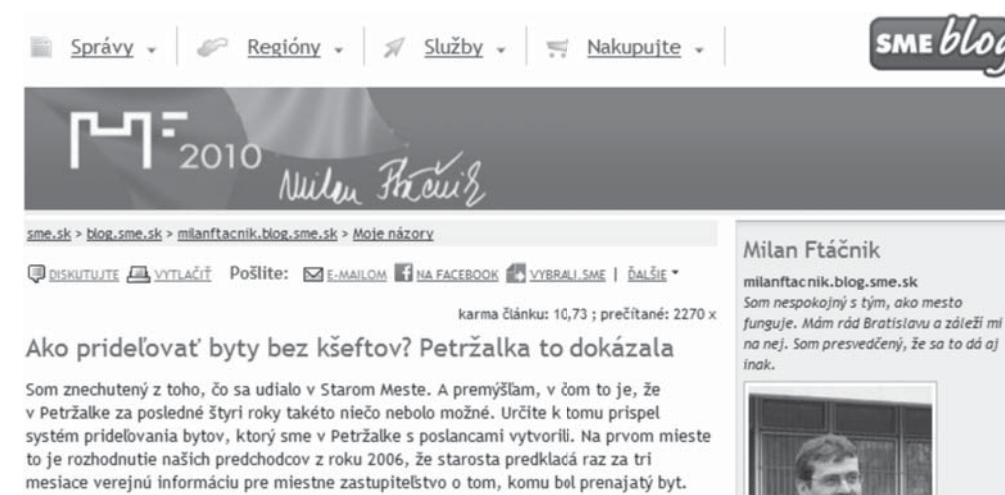 Správy
Regióny
Služby
Nakupujte
SME blog
MF 2010
Milan Ftáčnik
sme.sk > blog.sme.sk > milanftacnik.blog.sme.sk > Moje názory
DISKUTUJTE VYTLAČIŤ Pošlite: E-MAILOM NA FACEBOOK VYBRALI.SME | ĎALŠIE
karma článku: 10,73 ; prečítané: 2270 x
Ako prideľovať byty bez kšeftov? Petržalka to dokázala
Som znechutený z toho, čo sa udialo v Starom Meste. A premýšľam, v čom to je, že
v Petržalke za posledné štyri roky takéto niečo nebolo možné. Určite k tomu prispel
systém prideľovania bytov, ktorý sme v Petržalke s poslancami vytvorili. Na prvom mieste
to je rozhodnutie našich predchodcov z roku 2006, že starosta predkladá raz za tri
mesiace verejnú informáciu pre miestne zastupiteľstvo o tom, komu bol prenajatý byt.
Milan Ftáčnik
milanftacnik.blog.sme.sk
Som nespokojný s tým, ako mesto
funguje. Mám rád Bratislavu a záleží mi
na nej. Som presvedčený, že sa to dá aj
inak.